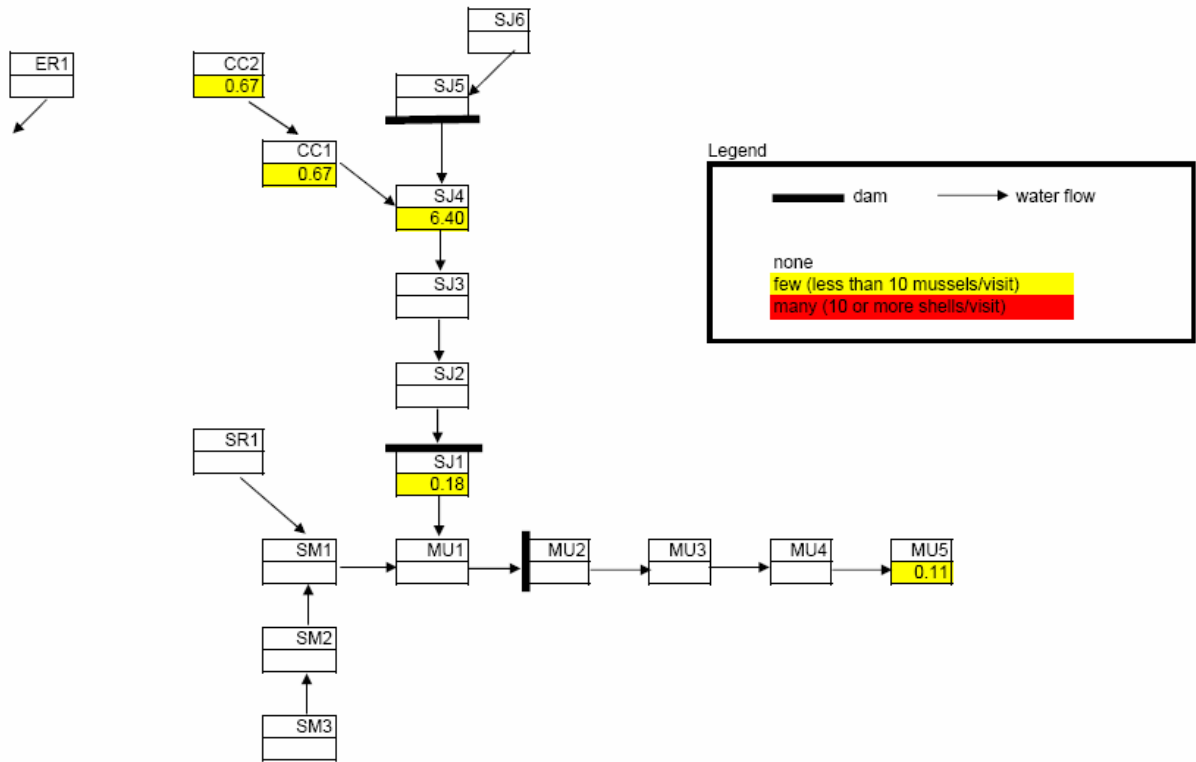 SJ6
ER1
CC2
0.67
SJ5
CC1
0.67
Legend
dam
water flow
SJ4
6.40
none
few (less than 10 mussels/visit)
many (10 or more shells/visit)
SJ3
SJ2
SR1
SJ1
0.18
SM1
MU1
MU2
MU3
MU4
MU5
0.11
SM2
SM3